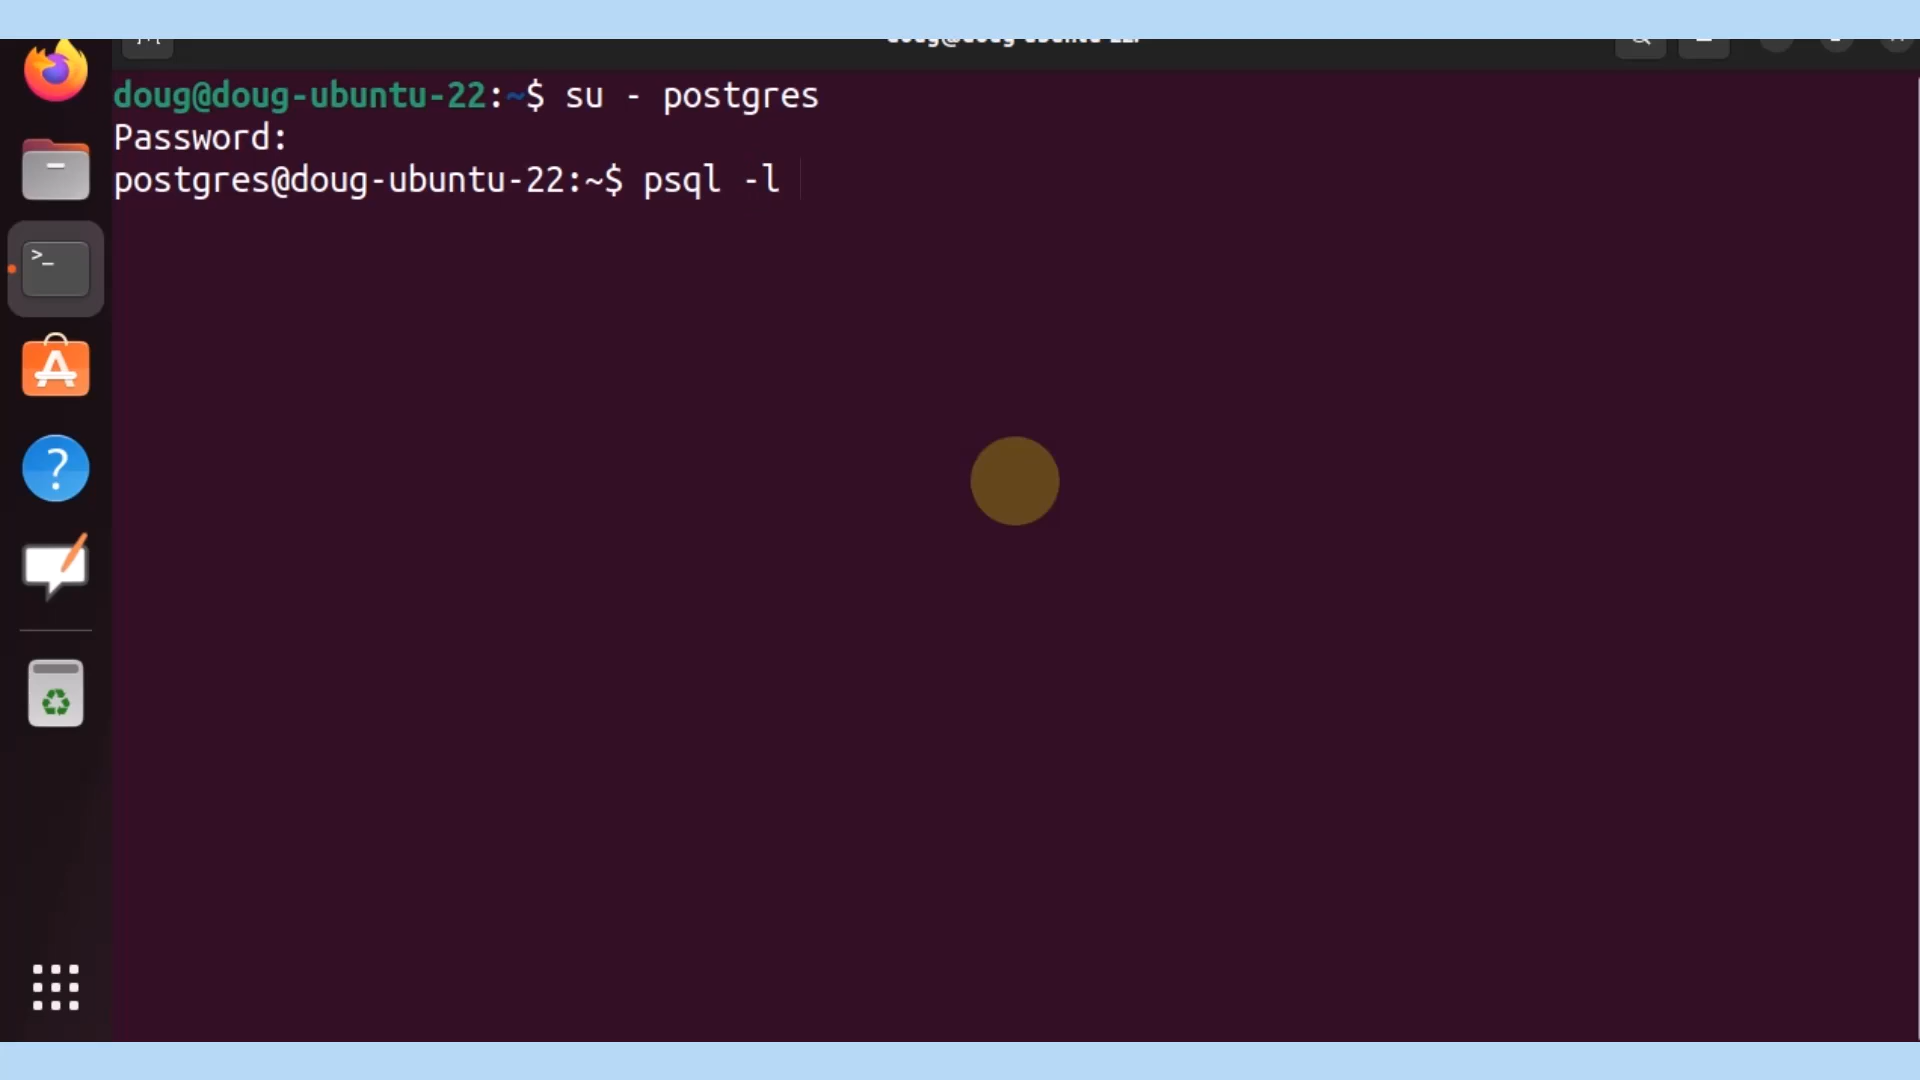 doug@doug-ubuntu-22:~$ su - postgres
Password:
postgres@doug-ubuntu-22:~$ psql -l